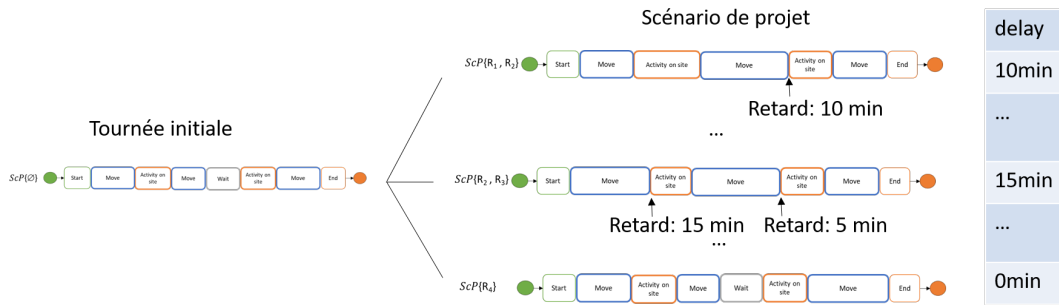 Scénario de projet
delay
ScP{R₁ , R₂}
Start
Move
Activity on site
Move
Activity on
site
Move
End
10min
Retard: 10 min
...
...
Tournée initiale
ScP{∅}
Start
Move
Activity on
site
Move
Wait
Activity on
site
Move
End
ScP{R₂ , R₃}
Start
Move
Activity on
site
Move
Activity on
site
Move
End
15min
Retard: 15 min
Retard: 5 min
...
...
ScP{R₄}
Start
Move
Activity on
site
Move
Wait
Activity on
site
Move
End
0min